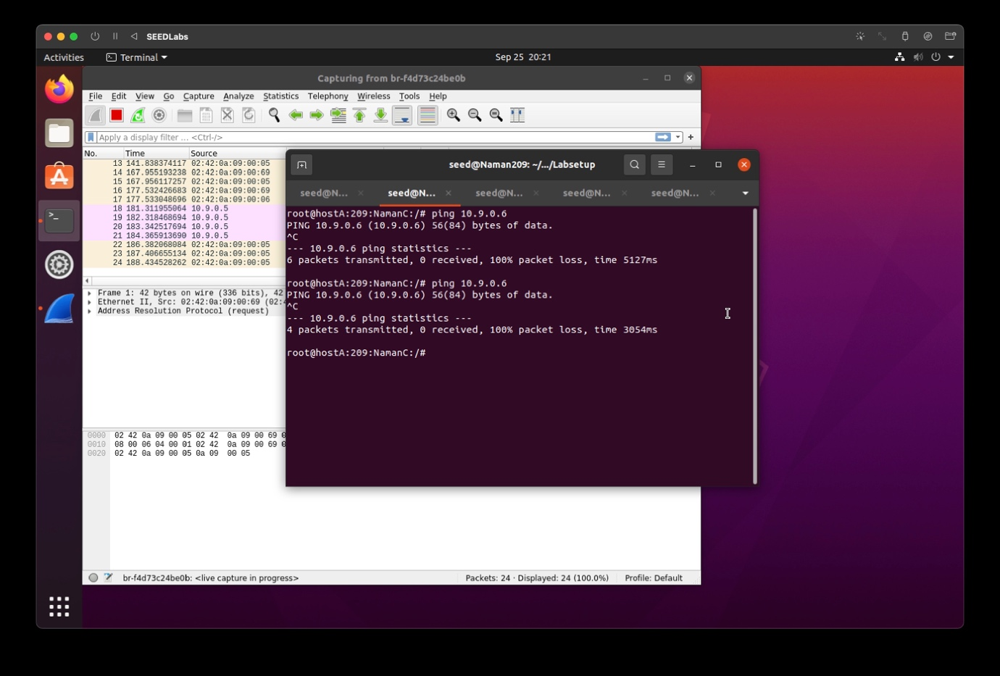 SEEDLabs
Activities
Terminal
Sep 25 20:21
Capturing from br-f4d73c24be0b
File Edit View Go Capture Analyze Statistics Telephony Wireless Tools Help
Apply a display filter … <Ctrl-/>
+
No. Time Source
13 141.838374117 02:42:0a:09:00:05
14 167.955193238 02:42:0a:09:00:69
15 167.956117257 02:42:0a:09:00:05
16 177.532426683 02:42:0a:09:00:69
17 177.533048696 02:42:0a:09:00:06
18 181.311955064 10.9.0.5
19 182.318468694 10.9.0.5
20 183.342517694 10.9.0.5
21 184.365913690 10.9.0.5
22 186.382068084 02:42:0a:09:00:05
23 187.406655134 02:42:0a:09:00:05
24 188.434528262 02:42:0a:09:00:05
Frame 1: 42 bytes on wire (336 bits), 42
Ethernet II, Src: 02:42:0a:09:00:69 (02:4
Address Resolution Protocol (request)
0000 02 42 0a 09 00 05 02 42 0a 09 00 69 0
0010 08 00 06 04 00 01 02 42 0a 09 00 69 0
0020 02 42 0a 09 00 05 0a 09 00 05
br-f4d73c24be0b: <live capture in progress>
Packets: 24 · Displayed: 24 (100.0%)
Profile: Default
seed@Naman209: ~/.../Labsetup
seed@N... seed@N... seed@N... seed@N... seed@N...
root@hostA:209:NamanC:/# ping 10.9.0.6
PING 10.9.0.6 (10.9.0.6) 56(84) bytes of data.
^C
--- 10.9.0.6 ping statistics ---
6 packets transmitted, 0 received, 100% packet loss, time 5127ms
root@hostA:209:NamanC:/# ping 10.9.0.6
PING 10.9.0.6 (10.9.0.6) 56(84) bytes of data.
^C
--- 10.9.0.6 ping statistics ---
4 packets transmitted, 0 received, 100% packet loss, time 3054ms
root@hostA:209:NamanC:/#